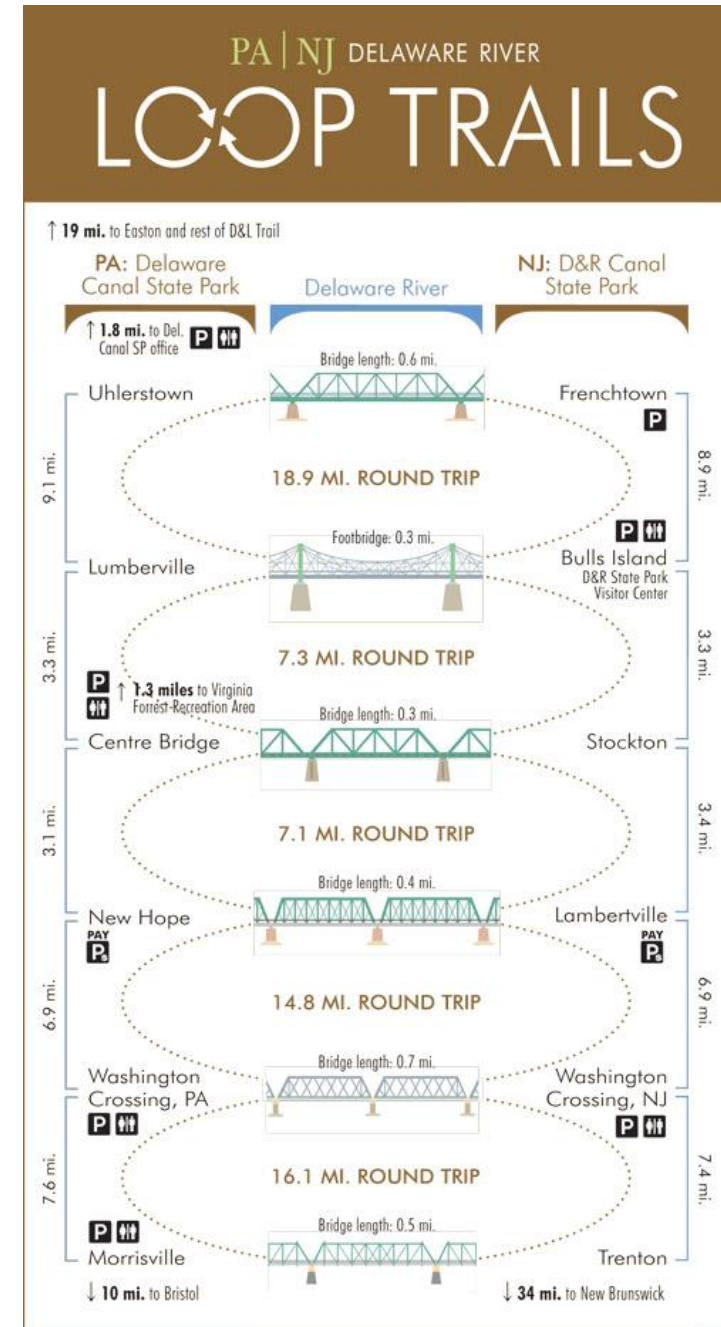 PA | NJ DELAWARE RIVER
LOOP TRAILS
↑ 19 mi. to Easton and rest of D&L Trail
PA: Delaware
Canal State Park
Delaware River
NJ: D&R Canal
State Park
↑ 1.8 mi. to Del.
Canal SP office
P
Bridge length: 0.6 mi.
Uhlerstown
Frenchtown
P
9.1 mi.
18.9 MI. ROUND TRIP
8.9 mi.
Footbridge: 0.3 mi.
P
Lumberville
Bulls Island
D&R State Park
Visitor Center
3.3 mi.
7.3 MI. ROUND TRIP
3.3 mi.
P
↑ 1.3 miles to Virginia
Forrest-Recreation Area
Bridge length: 0.3 mi.
Centre Bridge
Stockton
3.1 mi.
7.1 MI. ROUND TRIP
3.4 mi.
Bridge length: 0.4 mi.
New Hope
Lambertville
PAY
P$
PAY
P$
6.9 mi.
14.8 MI. ROUND TRIP
6.9 mi.
Bridge length: 0.7 mi.
Washington
Crossing, PA
P
Washington
Crossing, NJ
P
7.6 mi.
16.1 MI. ROUND TRIP
7.4 mi.
P
Bridge length: 0.5 mi.
Morrisville
Trenton
↓ 10 mi. to Bristol
↓ 34 mi. to New Brunswick